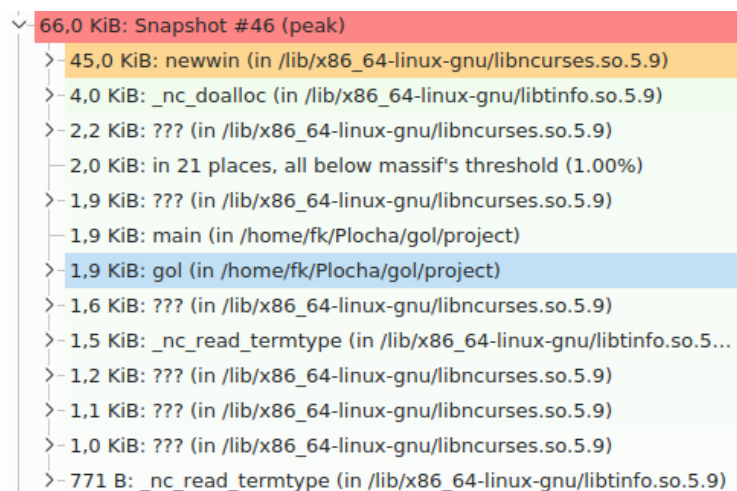 66,0 KiB: Snapshot #46 (peak)
45,0 KiB: newwin (in /lib/x86_64-linux-gnu/libncurses.so.5.9)
4,0 KiB: _nc_doalloc (in /lib/x86_64-linux-gnu/libtinfo.so.5.9)
2,2 KiB: ??? (in /lib/x86_64-linux-gnu/libncurses.so.5.9)
2,0 KiB: in 21 places, all below massif's threshold (1.00%)
1,9 KiB: ??? (in /lib/x86_64-linux-gnu/libncurses.so.5.9)
1,9 KiB: main (in /home/fk/Plocha/gol/project)
1,9 KiB: gol (in /home/fk/Plocha/gol/project)
1,6 KiB: ??? (in /lib/x86_64-linux-gnu/libncurses.so.5.9)
1,5 KiB: _nc_read_termtype (in /lib/x86_64-linux-gnu/libtinfo.so.5...
1,2 KiB: ??? (in /lib/x86_64-linux-gnu/libncurses.so.5.9)
1,1 KiB: ??? (in /lib/x86_64-linux-gnu/libncurses.so.5.9)
1,0 KiB: ??? (in /lib/x86_64-linux-gnu/libncurses.so.5.9)
771 B: _nc_read_termtype (in /lib/x86_64-linux-gnu/libtinfo.so.5.9)